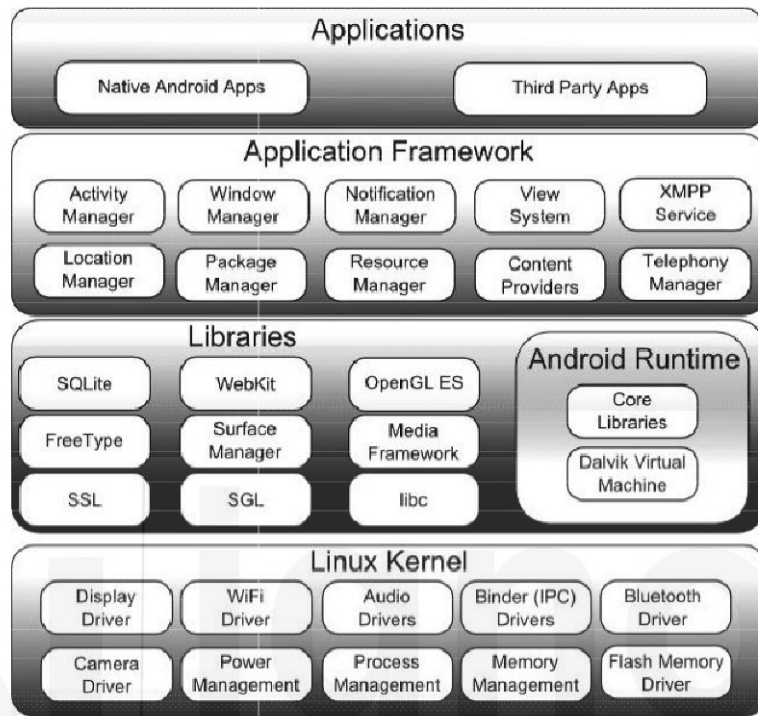 Applications
Native Android Apps
Third Party Apps
Application Framework
Activity
Manager
Window
Manager
Notification
Manager
View
System
XMPP
Service
Location
Manager
Package
Manager
Resource
Manager
Content
Providers
Telephony
Manager
Libraries
SQLite
WebKit
OpenGL ES
FreeType
Surface
Manager
Media
Framework
SSL
SGL
libc
Android Runtime
Core
Libraries
Dalvik Virtual
Machine
Linux Kernel
Display
Driver
WiFi
Driver
Audio
Drivers
Binder (IPC)
Drivers
Bluetooth
Driver
Camera
Driver
Power
Management
Process
Management
Memory
Management
Flash Memory
Driver